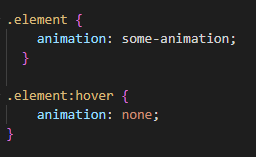 .element {
    animation: some-animation;
  }

.element:hover {
    animation: none;
}